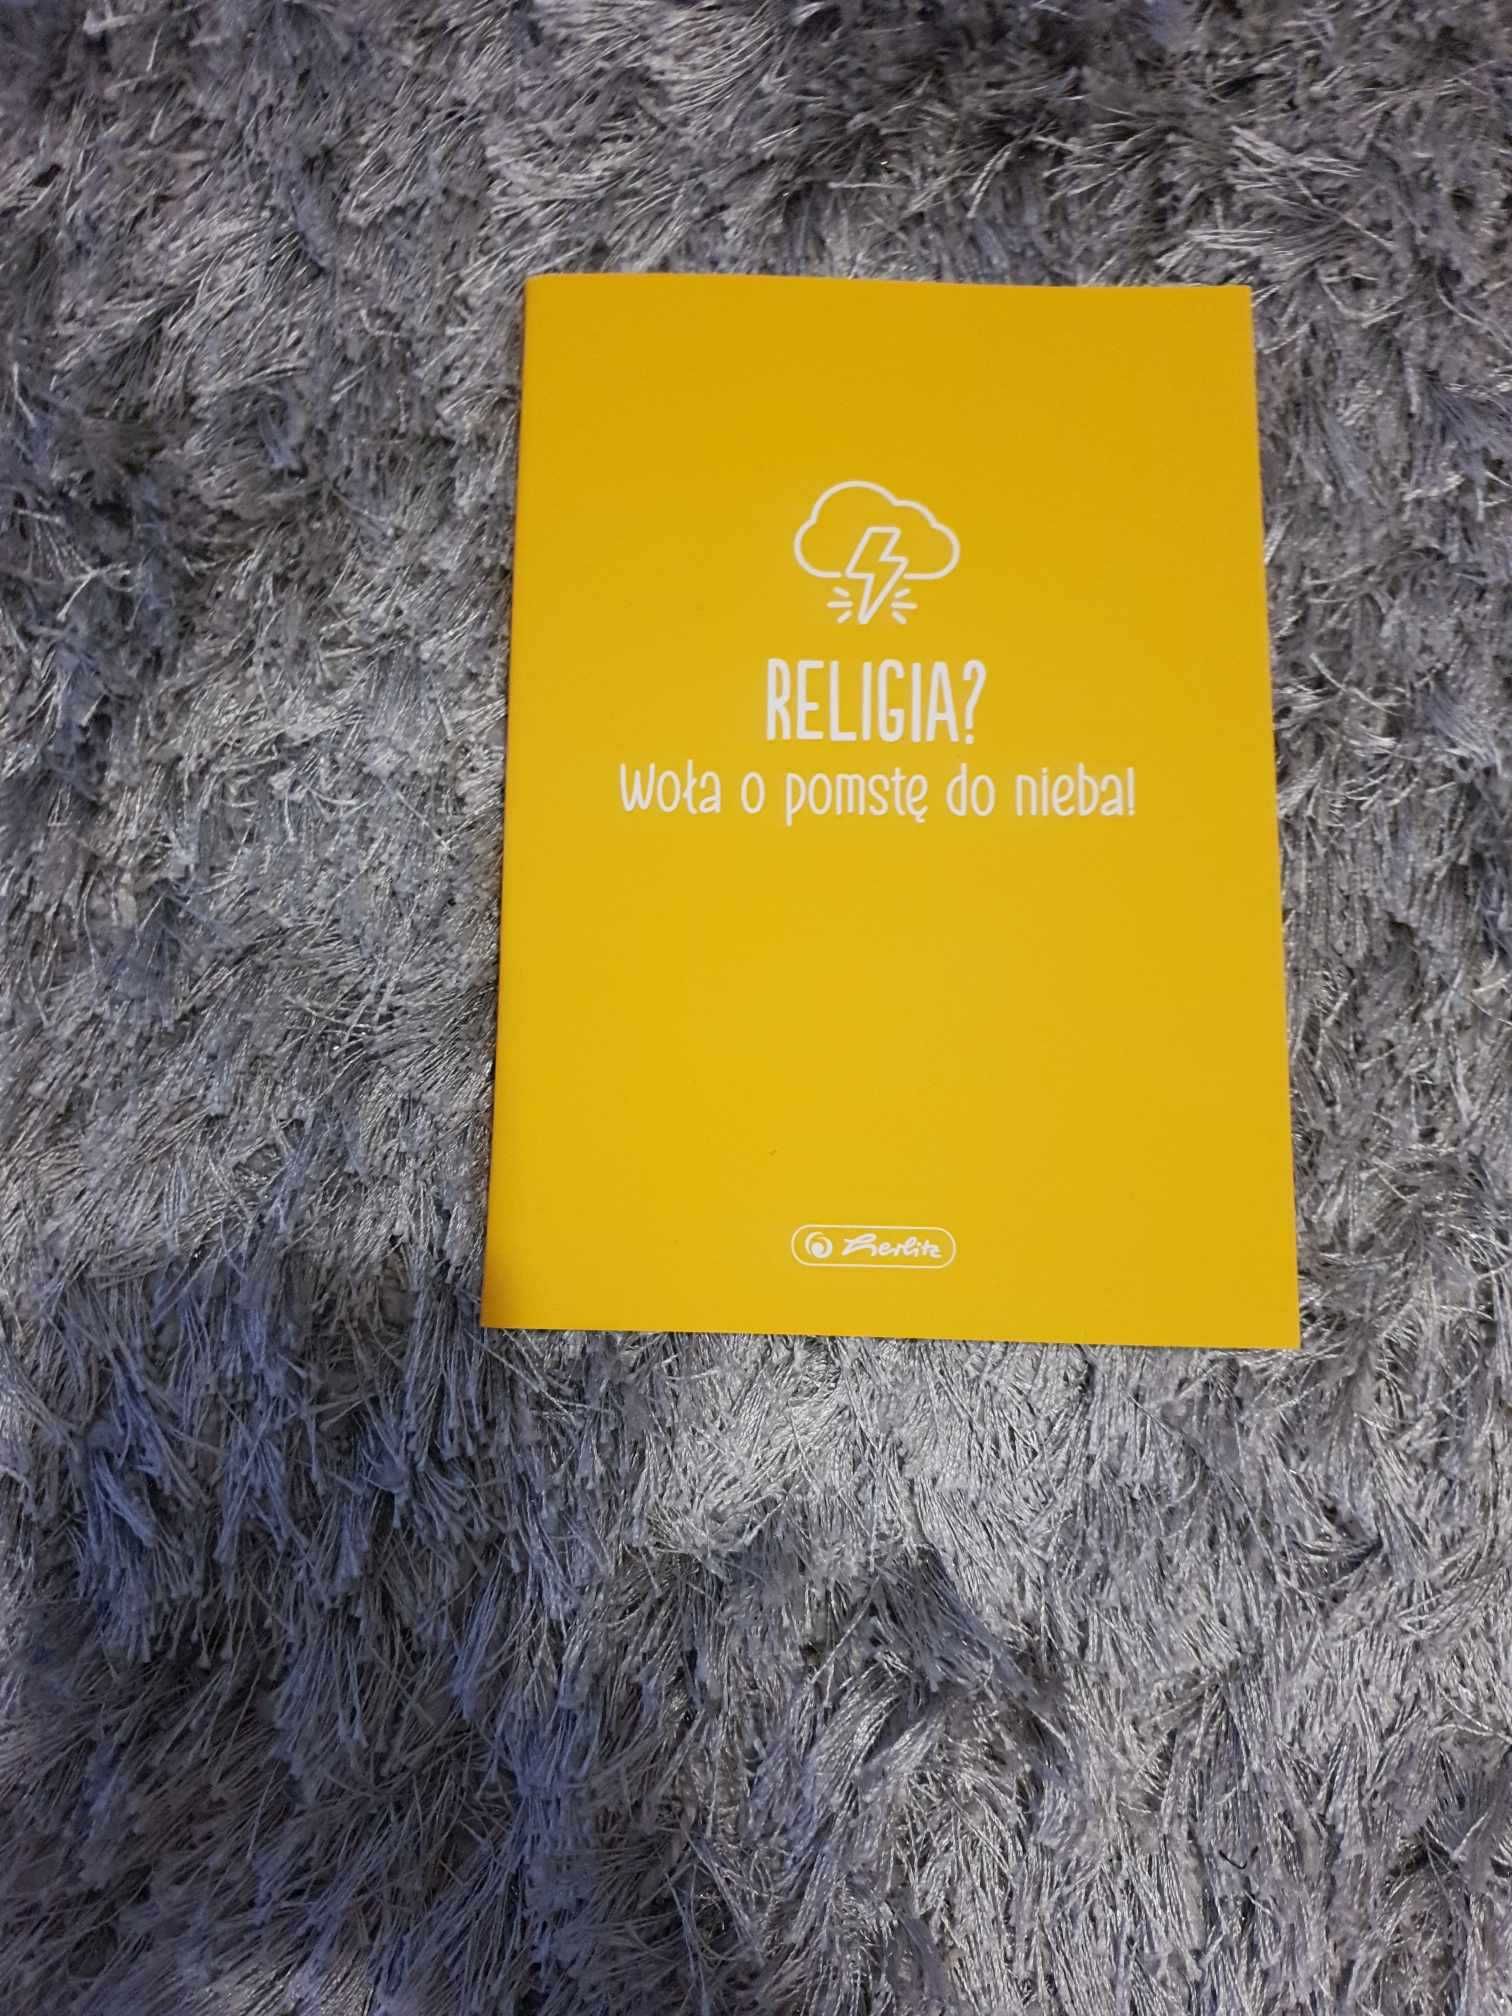 RELIGIA?
Woła o pomstę do nieba!
herlitz